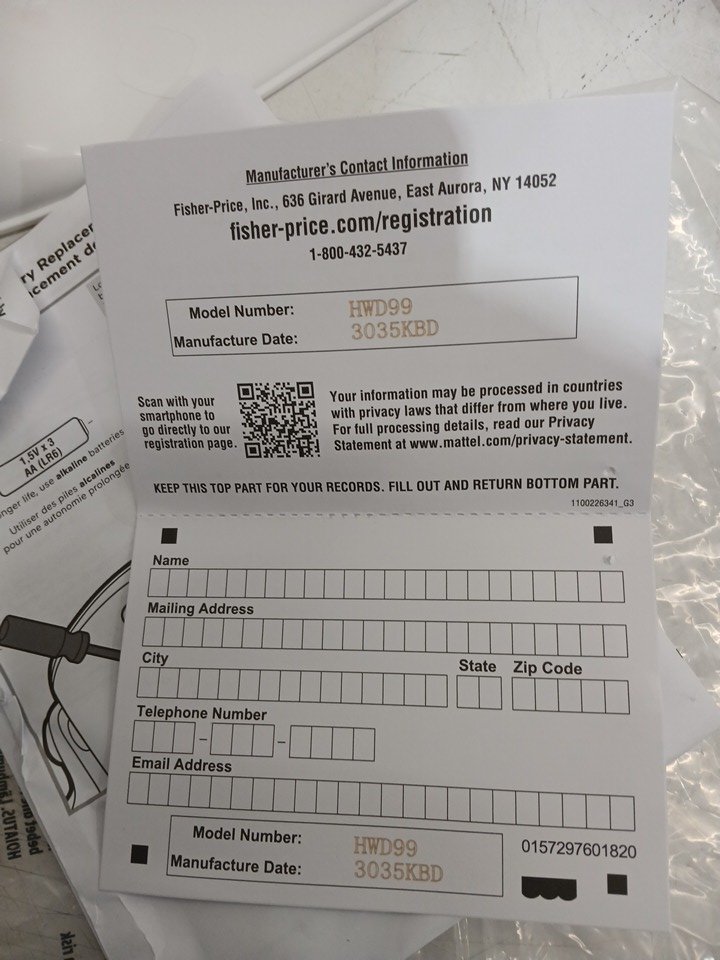 Manufacturer's Contact Information
Fisher-Price, Inc., 636 Girard Avenue, East Aurora, NY 14052
fisher-price.com/registration
1-800-432-5437
Model Number: HWD99
Manufacture Date: 3035KBD
Scan with your
smartphone to
go directly to our
registration page.
Your information may be processed in countries
with privacy laws that differ from where you live.
For full processing details, read our Privacy
Statement at www.mattel.com/privacy-statement.
KEEP THIS TOP PART FOR YOUR RECORDS. FILL OUT AND RETURN BOTTOM PART.
1100226341_G3
Name
Mailing Address
City State Zip Code
Telephone Number
Email Address
Model Number: HWD99
Manufacture Date: 3035KBD
0157297601820
1,5V x 3
AA (LR6)
use alkaline batteries
Utiliser des piles alcalines
pour une autonomie prolongée